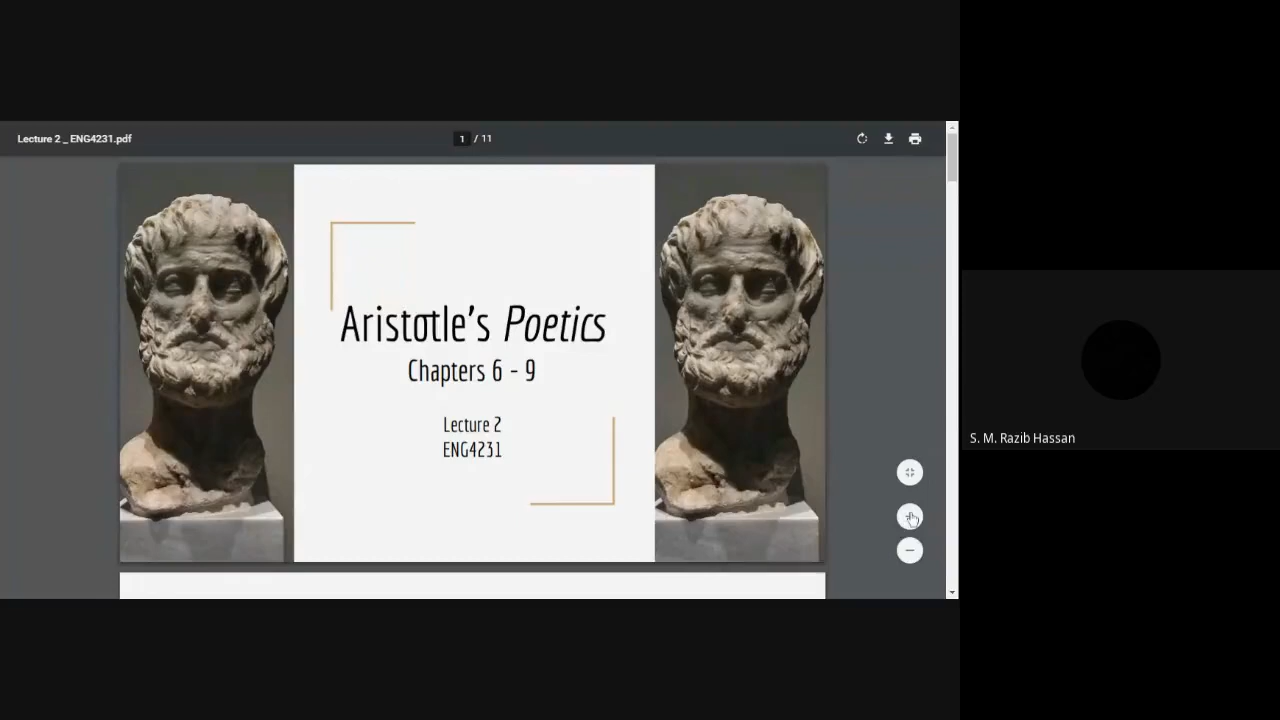 Lecture 2 _ ENG4231.pdf
1 / 11
Aristotle's Poetics
Chapters 6 - 9
Lecture 2
ENG4231
S. M. Razib Hassan